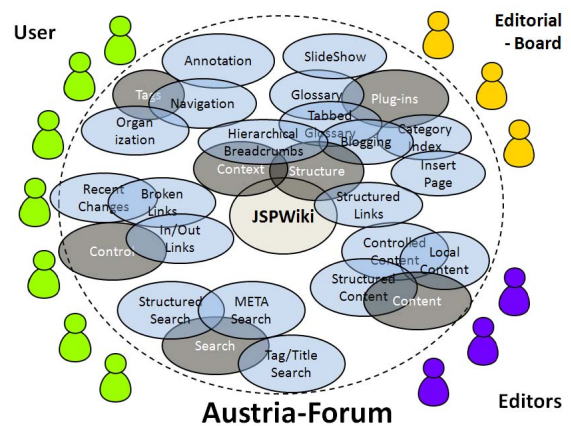 User
Editorial
- Board
Annotation
SlideShow
Tags
Navigation
Glossary
Plug-ins
Organ
ization
Tabbed
Glossary
Hierarchical
Breadcrumbs
Blogging
Category
Index
Context
Structure
Insert
Page
Recent
Changes
Broken
Links
JSPWiki
Structured
Links
In/Out
Links
Control
Controlled
Content
Local
Content
Structured
Content
Content
Structured
Search
META
Search
Search
Tag/Title
Search
Editors
Austria-Forum